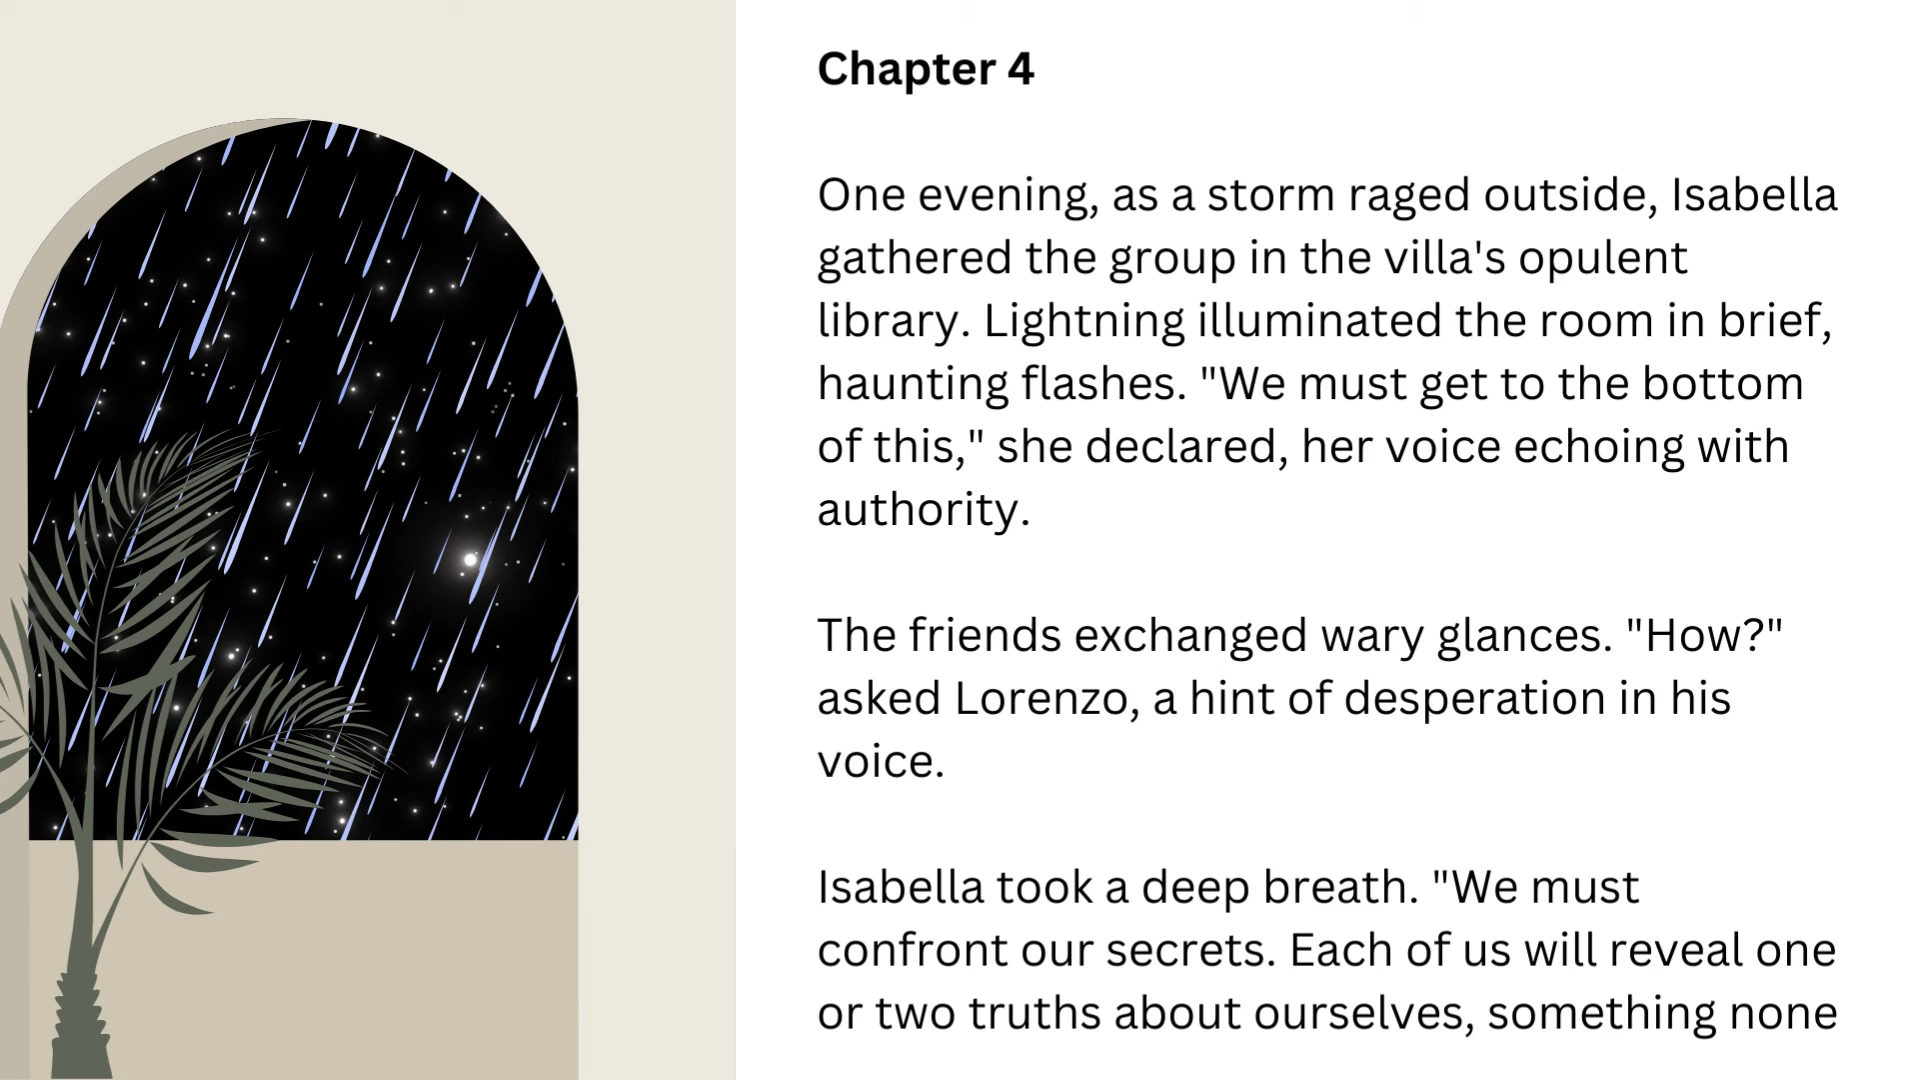 Chapter 4
One evening, as a storm raged outside, Isabella
gathered the group in the villa's opulent
library. Lightning illuminated the room in brief,
haunting flashes. "We must get to the bottom
of this," she declared, her voice echoing with
authority.
The friends exchanged wary glances. "How?"
asked Lorenzo, a hint of desperation in his
voice.
Isabella took a deep breath. "We must
confront our secrets. Each of us will reveal one
or two truths about ourselves, something none